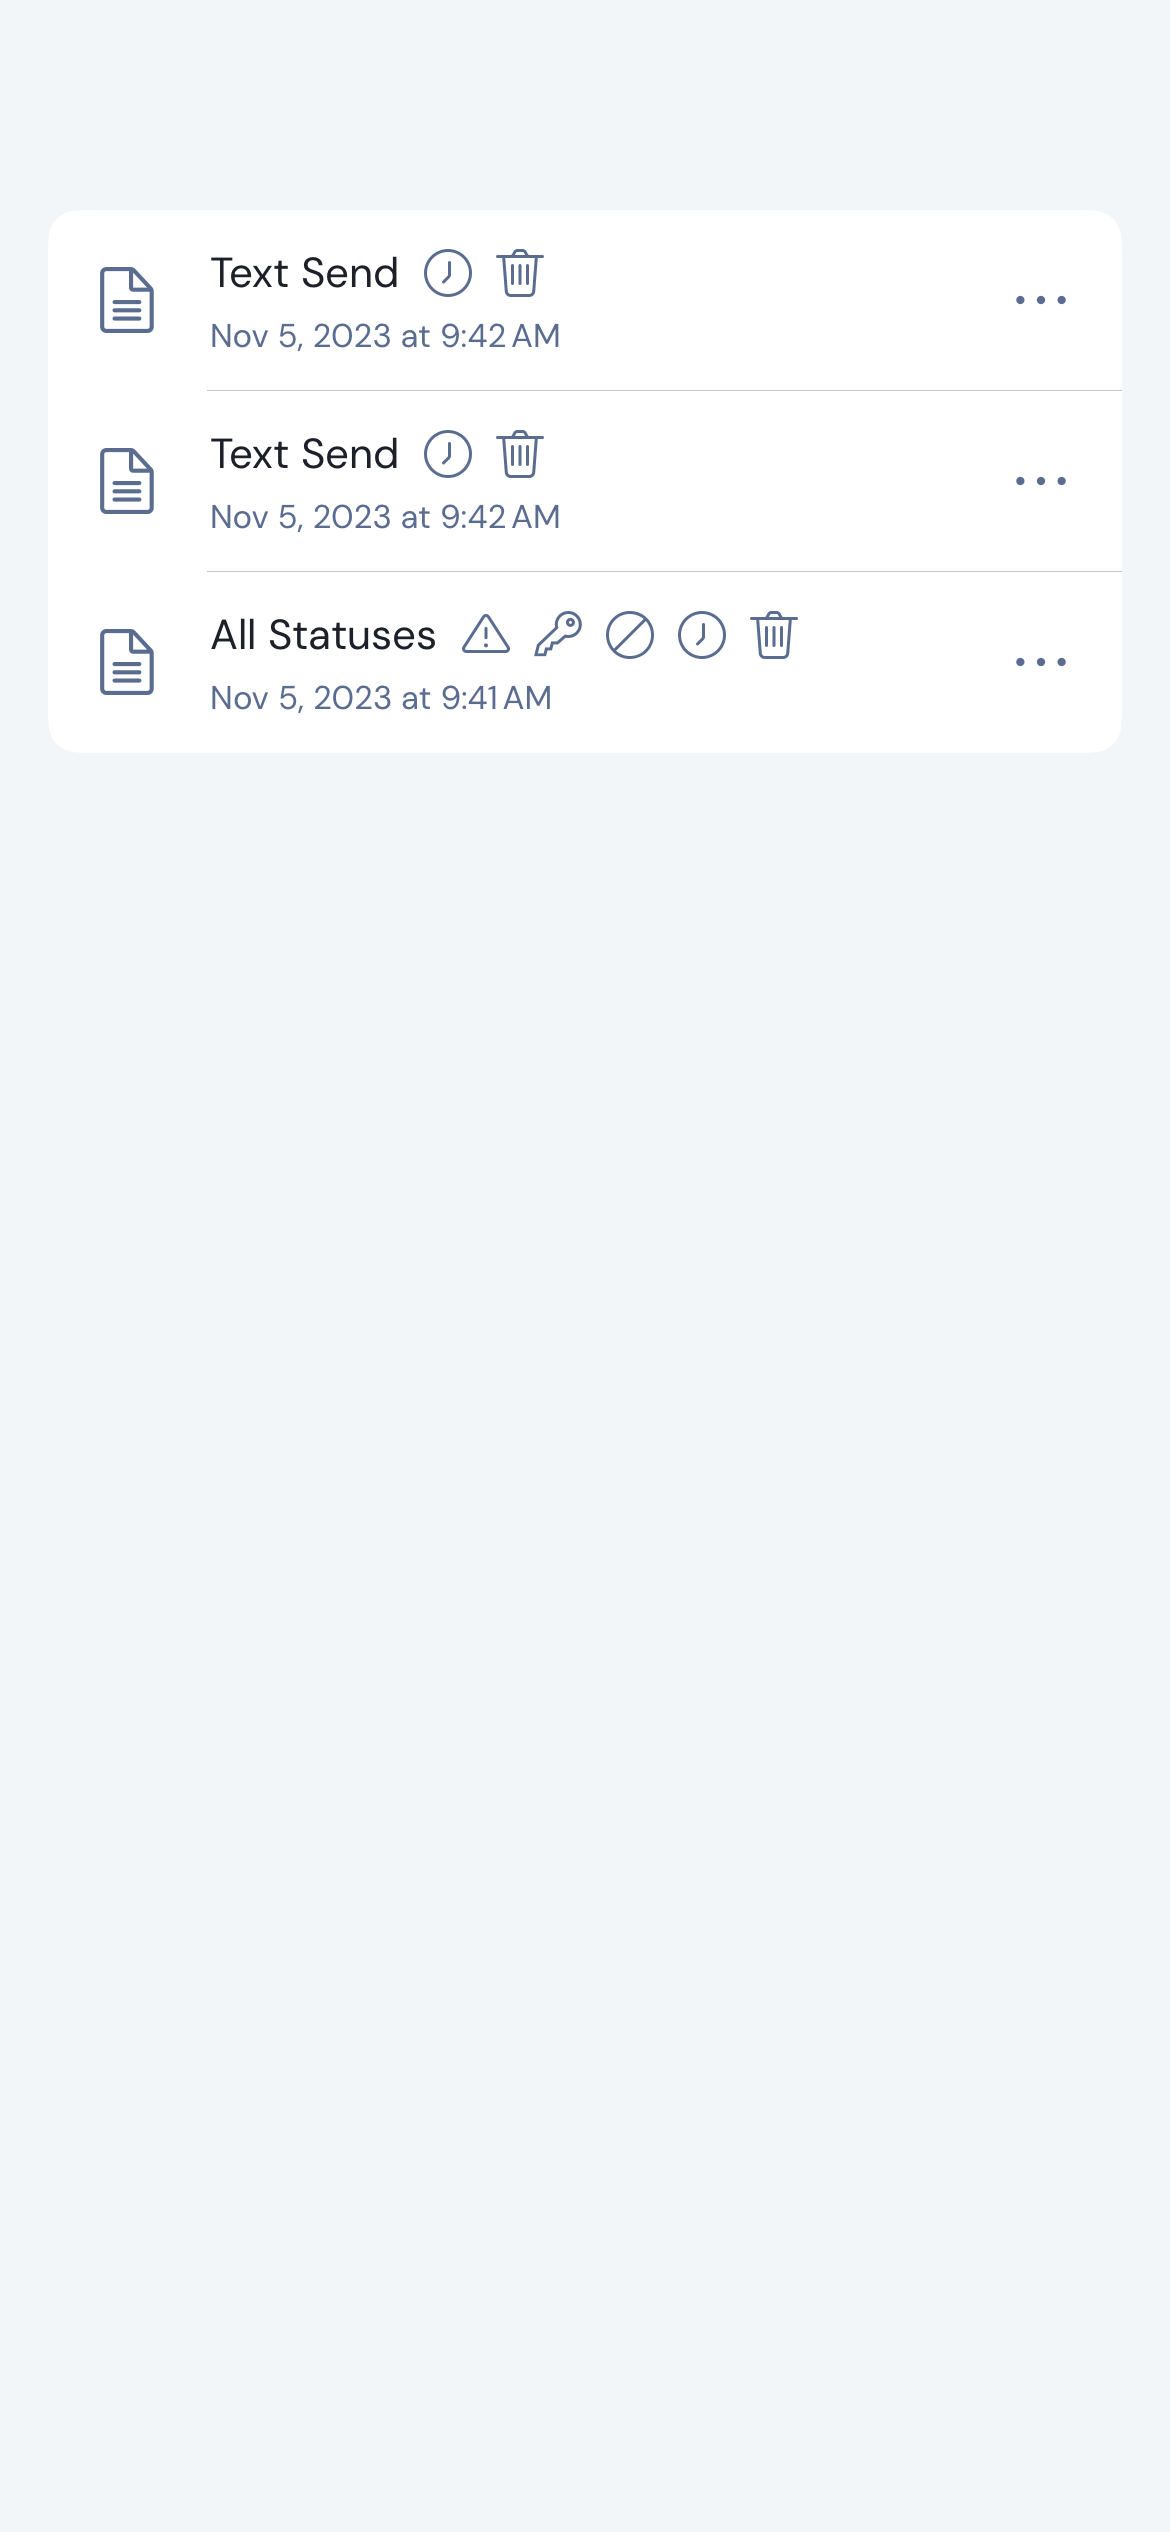 Text Send
Nov 5, 2023 at 9:42 AM
Text Send
Nov 5, 2023 at 9:42 AM
All Statuses
Nov 5, 2023 at 9:41 AM